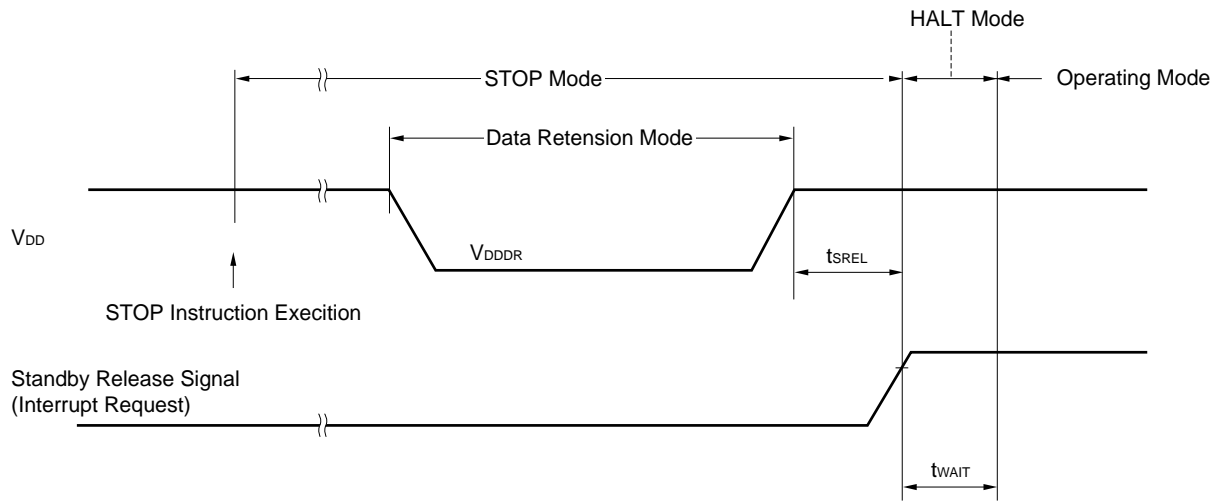 HALT Mode
STOP Mode
Operating Mode
Data Retension Mode
VDD
VDDDR
tSREL
STOP Instruction Execition
Standby Release Signal
(Interrupt Request)
tWAIT